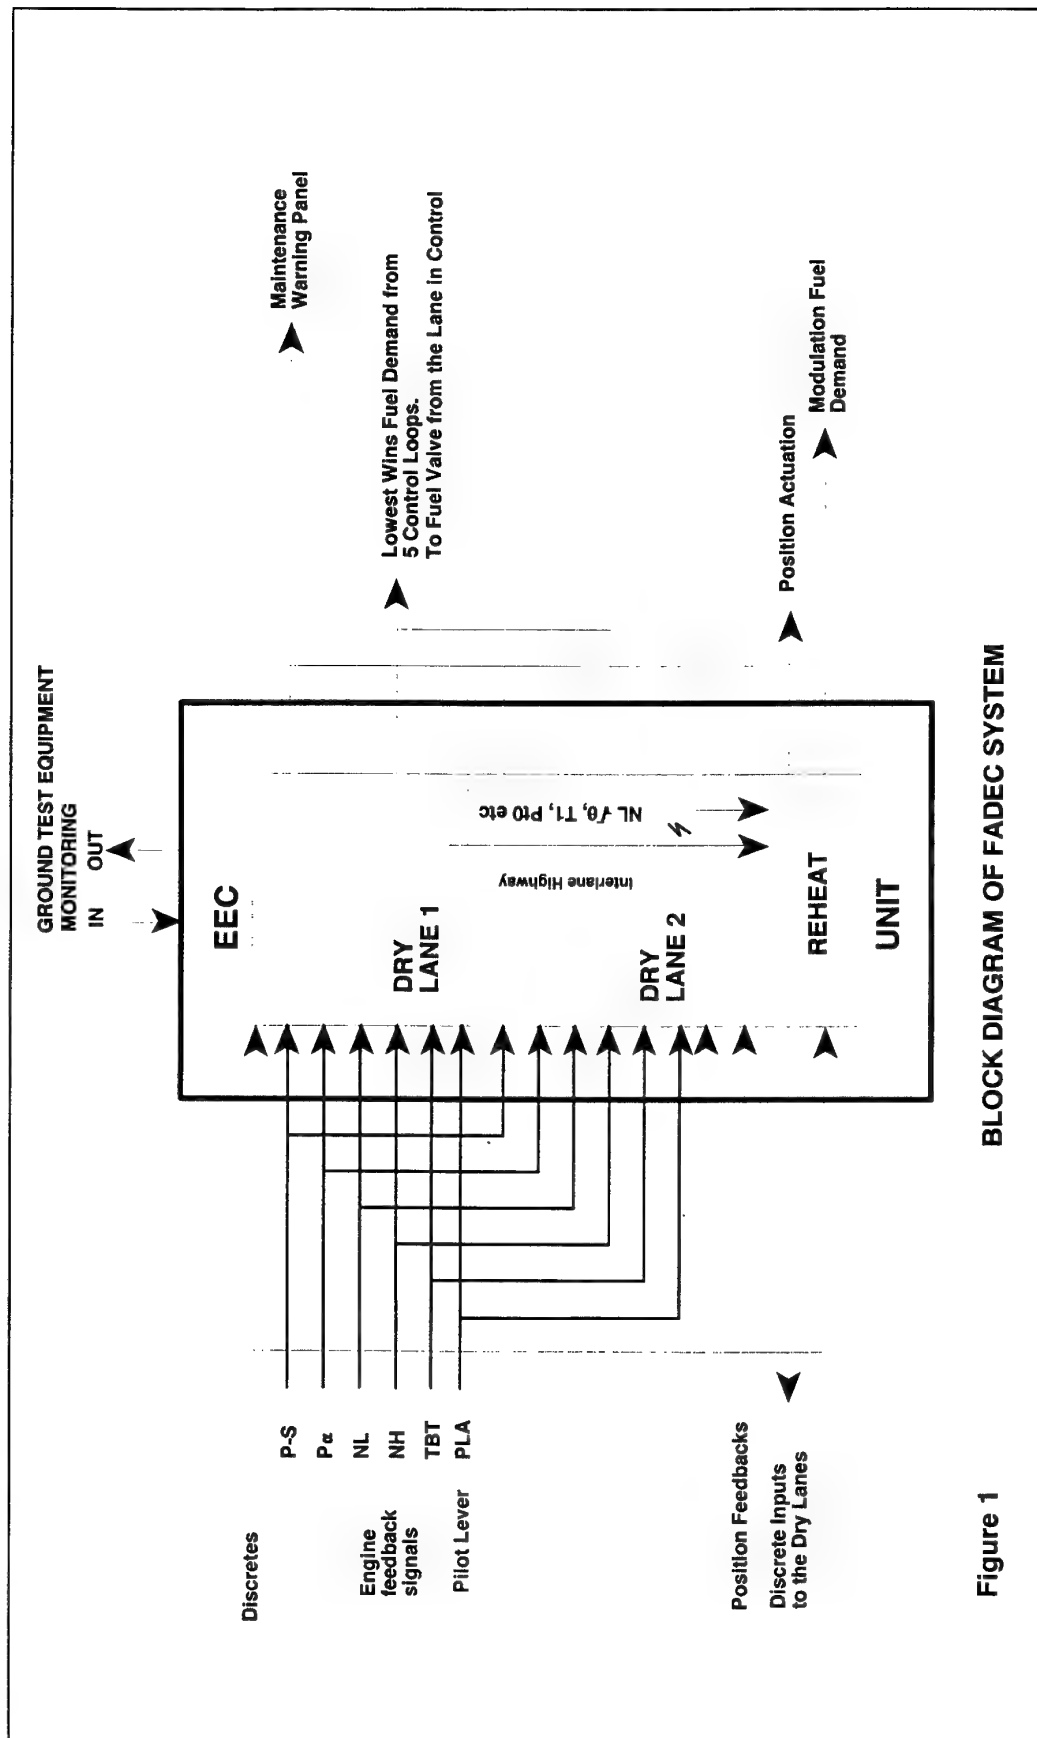 GROUND TEST EQUIPMENT
MONITORING
IN OUT
Discretes
P-S
Pα
NL
NH
TBT
PLA
Engine
feedback
signals
Pilot Lever
Position Feedbacks
Discrete Inputs
to the Dry Lanes
EEC
DRY
LANE 1
DRY
LANE 2
Interlane Highway
NL √θ, T1, Pt0 etc
REHEAT
UNIT
Maintenance
Warning Panel
Lowest Wins Fuel Demand from
5 Control Loops.
To Fuel Valve from the Lane in Control
Position Actuation
Modulation Fuel
Demand
Figure 1
BLOCK DIAGRAM OF FADEC SYSTEM